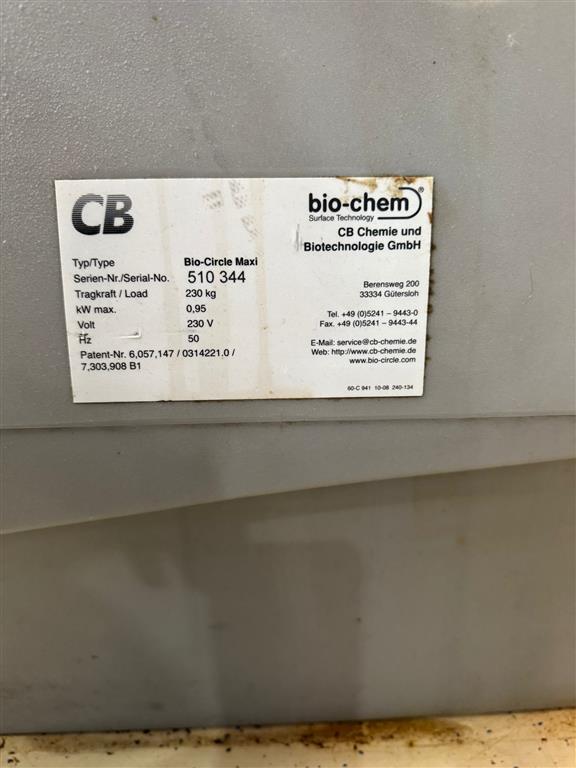 CB
Typ/Type Bio-Circle Maxi
Serien-Nr./Serial-No. 510 344
Tragkraft / Load 230 kg
kW max. 0,95
Volt 230 V
Hz 50
Patent-Nr. 6,057,147 / 0314221.0 /
7,303,908 B1
bio-chem®
Surface Technology
CB Chemie und
Biotechnologie GmbH
Berensweg 200
33334 Gütersloh
Tel. +49 (0)5241 – 9443-0
Fax. +49 (0)5241 – 9443-44
E-Mail: service@cb-chemie.de
Web: http://www.cb-chemie.de
www.bio-circle.com
60-C 941 10-08 240-134